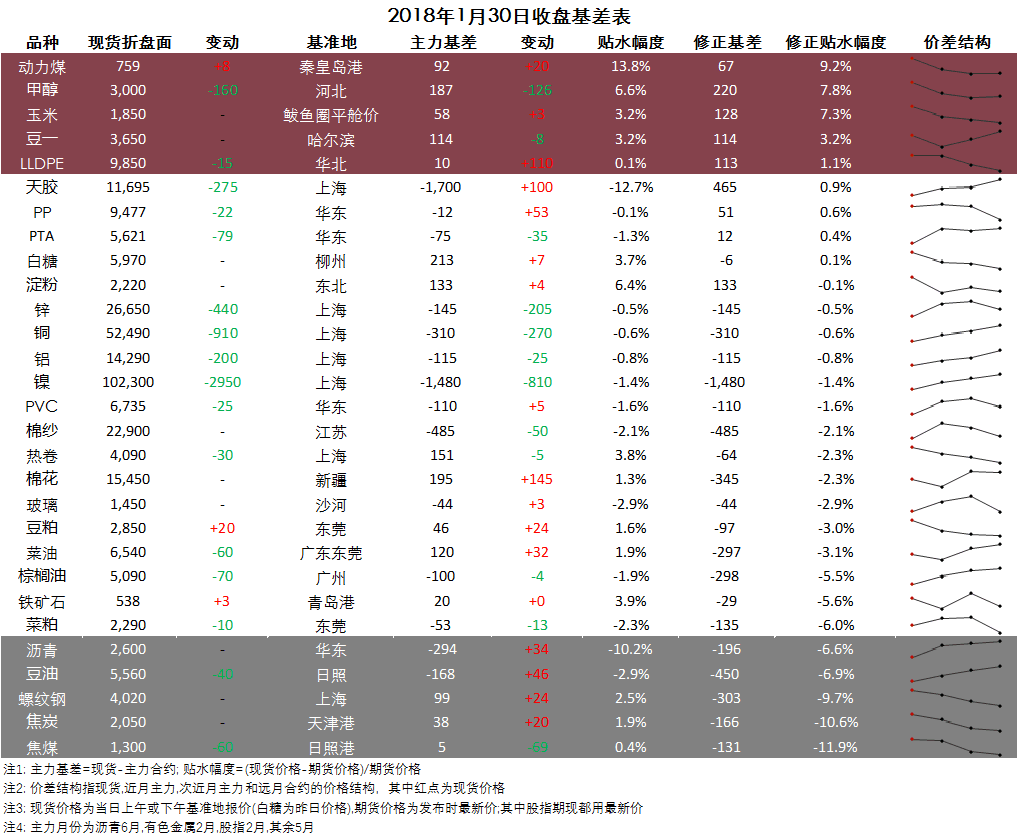 2018年1月30日收盘基差表
品种 现货折盘面 变动 基准地 主力基差 变动 贴水幅度 修正基差 修正贴水幅度 价差结构
动力煤 759 +8 秦皇岛港 92 +20 13.8% 67 9.2%
甲醇 3,000 -160 河北 187 -126 6.6% 220 7.8%
玉米 1,850 - 鲅鱼圈平舱价 58 +3 3.2% 128 7.3%
豆一 3,650 - 哈尔滨 114 -8 3.2% 114 3.2%
LLDPE 9,850 -15 华北 10 +110 0.1% 113 1.1%
天胶 11,695 -275 上海 -1,700 +100 -12.7% 465 0.9%
PP 9,477 -22 华东 -12 +53 -0.1% 51 0.6%
PTA 5,621 -79 华东 -75 -35 -1.3% 12 0.4%
白糖 5,970 - 柳州 213 +7 3.7% -6 0.1%
淀粉 2,220 - 东北 133 +4 6.4% 133 -0.1%
锌 26,650 -440 上海 -145 -205 -0.5% -145 -0.5%
铜 52,490 -910 上海 -310 -270 -0.6% -310 -0.6%
铝 14,290 -200 上海 -115 -25 -0.8% -115 -0.8%
镍 102,300 -2950 上海 -1,480 -810 -1.4% -1,480 -1.4%
PVC 6,735 -25 华东 -110 +5 -1.6% -110 -1.6%
棉纱 22,900 - 江苏 -485 -50 -2.1% -485 -2.1%
热卷 4,090 -30 上海 151 -5 3.8% -64 -2.3%
棉花 15,450 - 新疆 195 +145 1.3% -345 -2.3%
玻璃 1,450 - 沙河 -44 +3 -2.9% -44 -2.9%
豆粕 2,850 +20 东莞 46 +24 1.6% -97 -3.0%
菜油 6,540 -60 广东东莞 120 +32 1.9% -297 -3.1%
棕榈油 5,090 -70 广州 -100 -4 -1.9% -298 -5.5%
铁矿石 538 +3 青岛港 20 +0 3.9% -29 -5.6%
菜粕 2,290 -10 东莞 -53 -13 -2.3% -135 -6.0%
沥青 2,600 - 华东 -294 +34 -10.2% -196 -6.6%
豆油 5,560 -40 日照 -168 +46 -2.9% -450 -6.9%
螺纹钢 4,020 - 上海 99 +24 2.5% -303 -9.7%
焦炭 2,050 - 天津港 38 +20 1.9% -166 -10.6%
焦煤 1,300 -60 日照港 5 -69 0.4% -131 -11.9%
注1: 主力基差=现货-主力合约; 贴水幅度=(现货价格-期货价格)/期货价格
注2: 价差结构指现货,近月主力,次近月主力和远月合约的价格结构，其中红点为现货价格
注3: 现货价格为当日上午或下午基准地报价(白糖为昨日价格),期货价格为发布时最新价;其中股指期现都用最新价
注4: 主力月份为沥青6月,有色金属2月,股指2月,其余5月